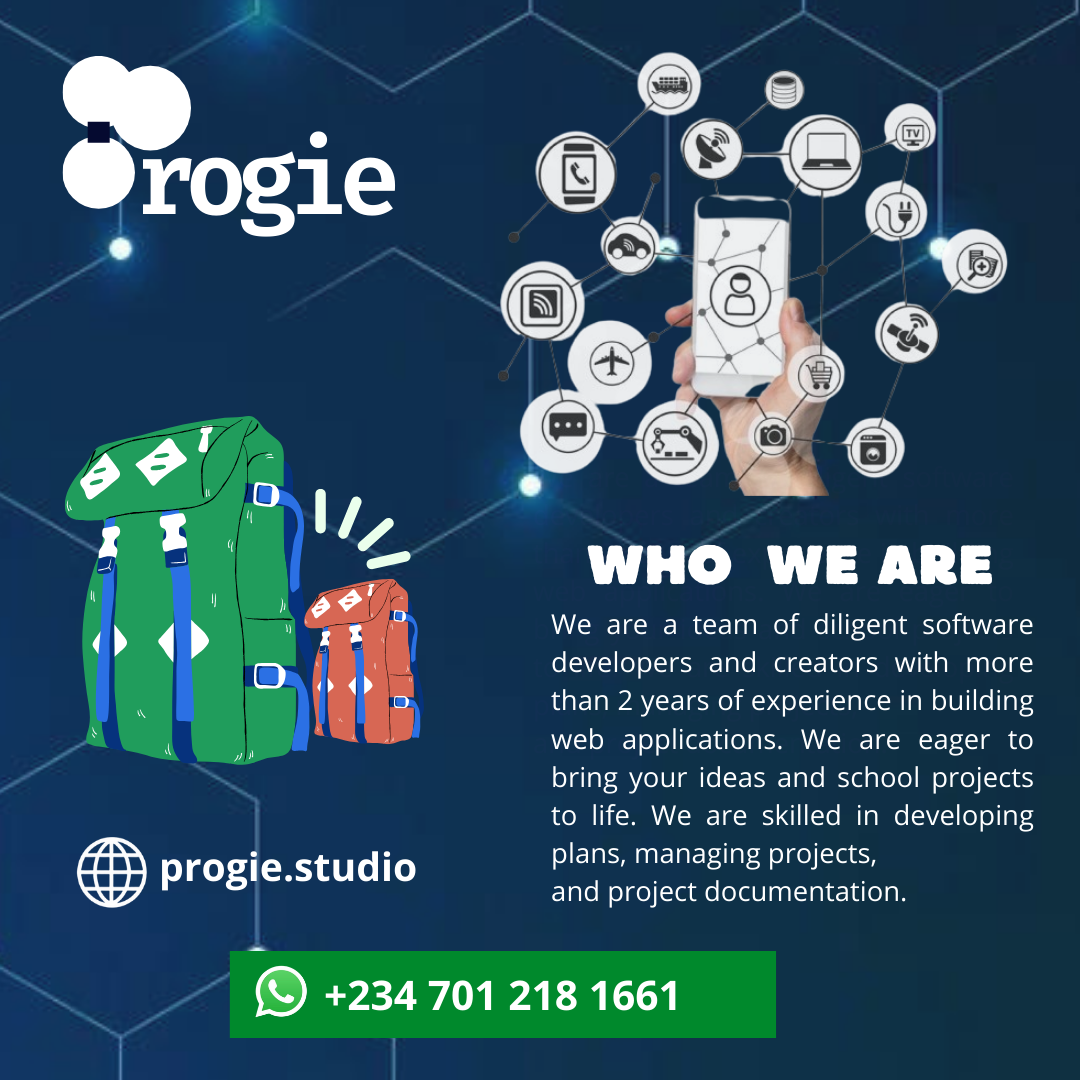 rogie
TV
WHO WE ARE
We are a team of diligent software
developers and creators with more
than 2 years of experience in building
web applications. We are eager to
bring your ideas and school projects
to life. We are skilled in developing
plans, managing projects,
and project documentation.
progie.studio
+234 701 218 1661